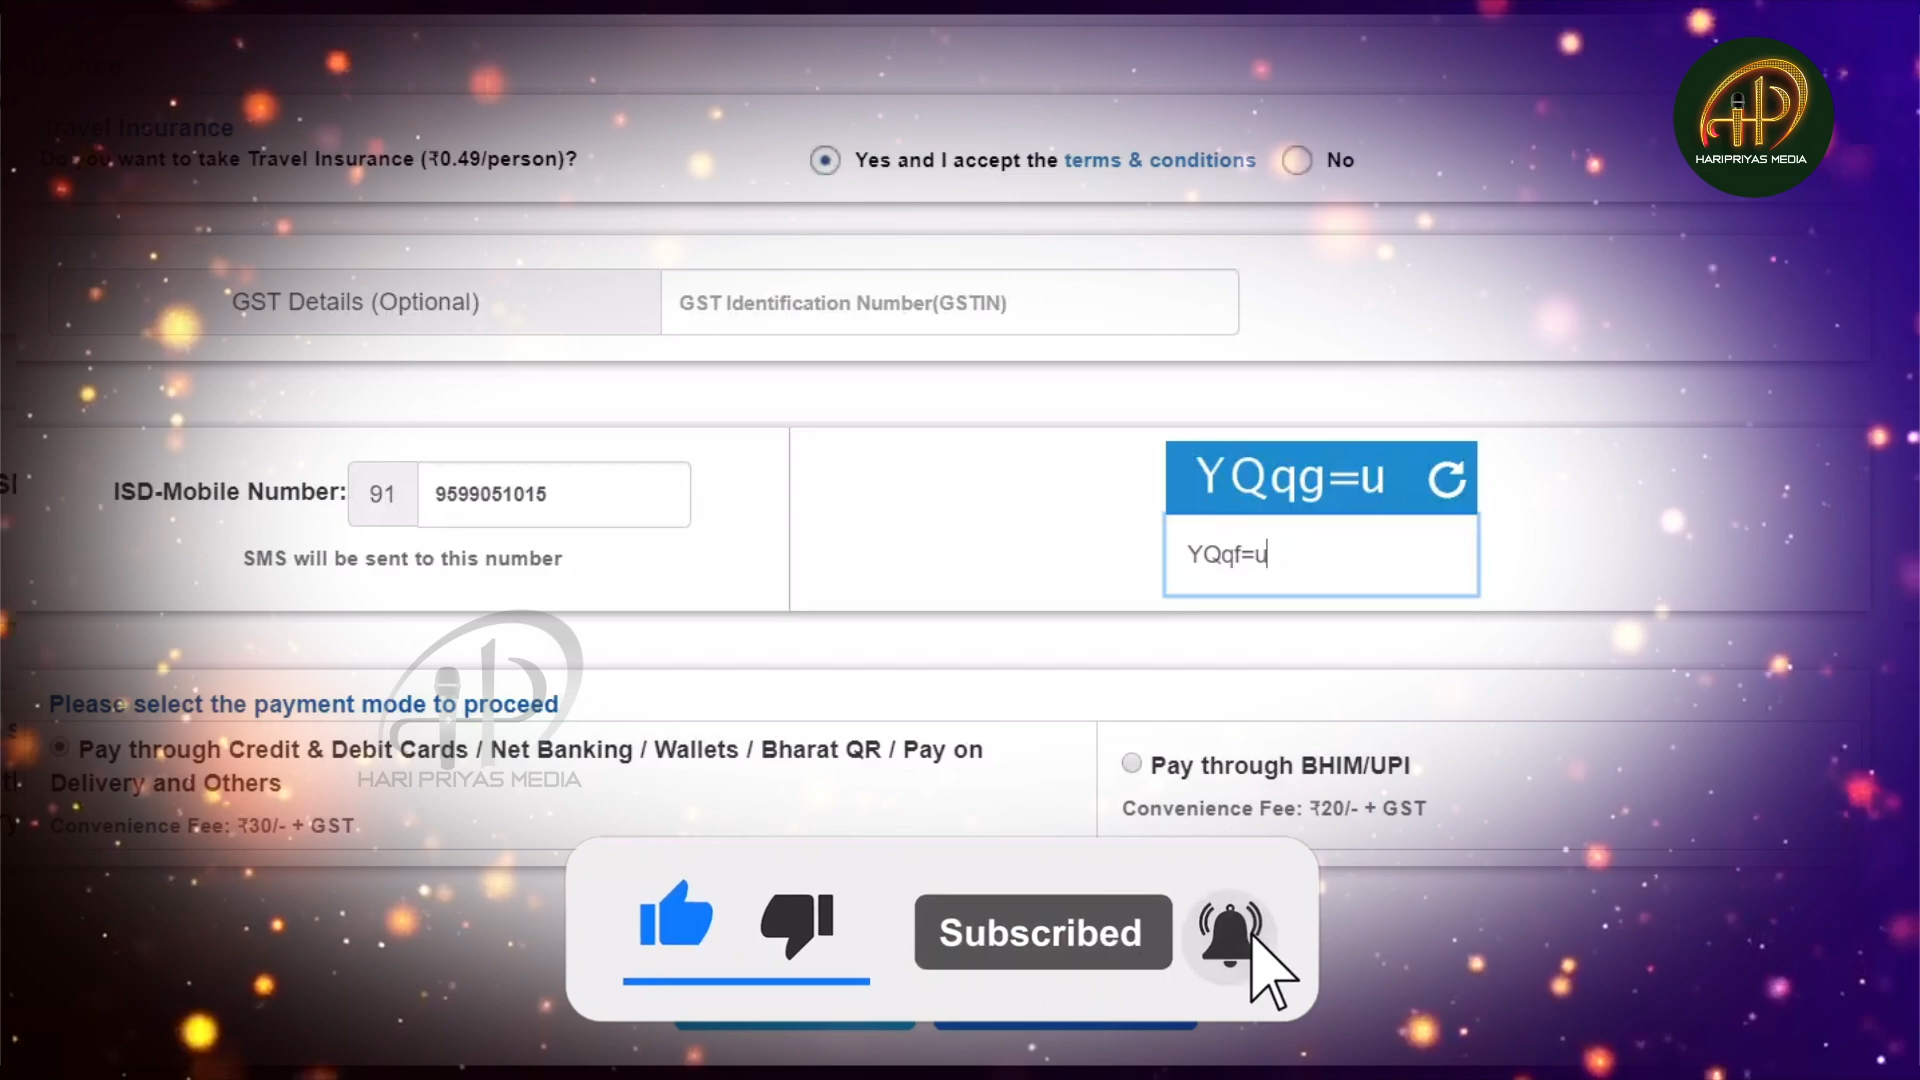 HARIPRIYAS MEDIA
Travel Insurance
Do you want to take Travel Insurance (₹0.49/person)?
Yes and I accept the terms & conditions
No
GST Details (Optional)
GST Identification Number(GSTIN)
ISD-Mobile Number:
91
9599051015
SMS will be sent to this number
YQqg=u
YQqf=u
Please select the payment mode to proceed
Pay through Credit & Debit Cards / Net Banking / Wallets / Bharat QR / Pay on
Delivery and Others
Convenience Fee: ₹30/- + GST
Pay through BHIM/UPI
Convenience Fee: ₹20/- + GST
HARI PRIYAS MEDIA
Subscribed